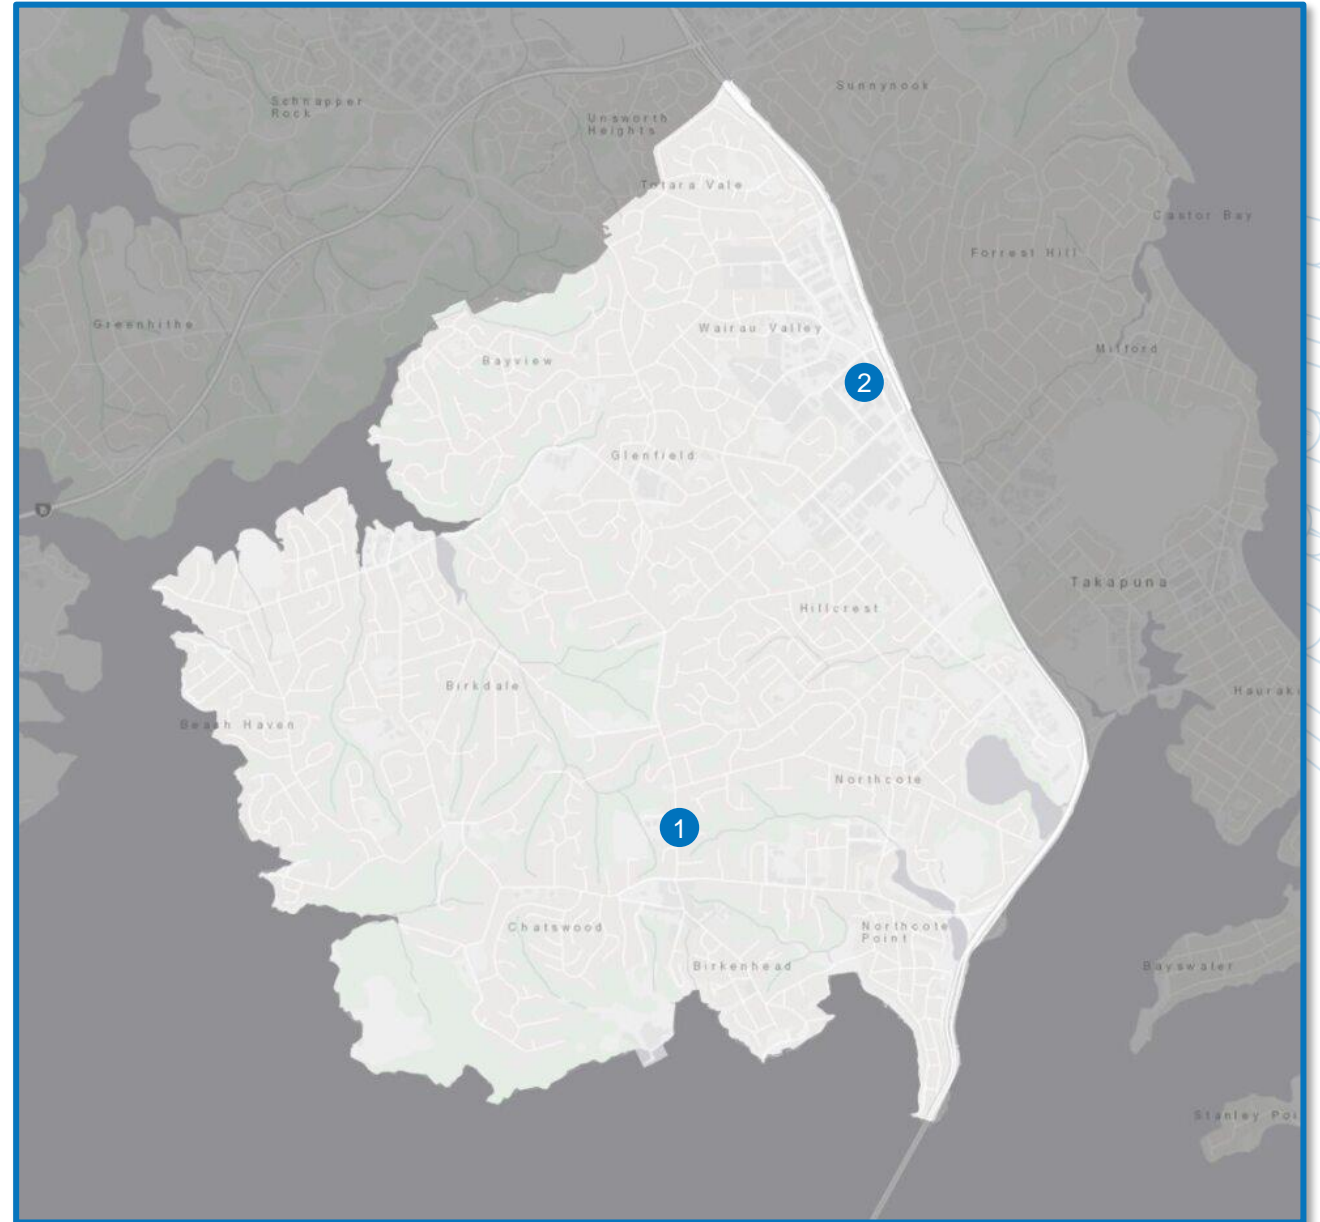 Sunnynook
Schnapper
Rock
Unsworth
Heights
Totara Vale
Castor Bay
Forrest Hill
Greenhithe
Wairau Valley
Milford
Bayview
2
Glenfield
Takapuna
Hillcrest
Birkdale
Hauraki
Beach Haven
Northcote
1
Chatswood
Northcote
Point
Birkenhead
Bayswater
Stanley Poi